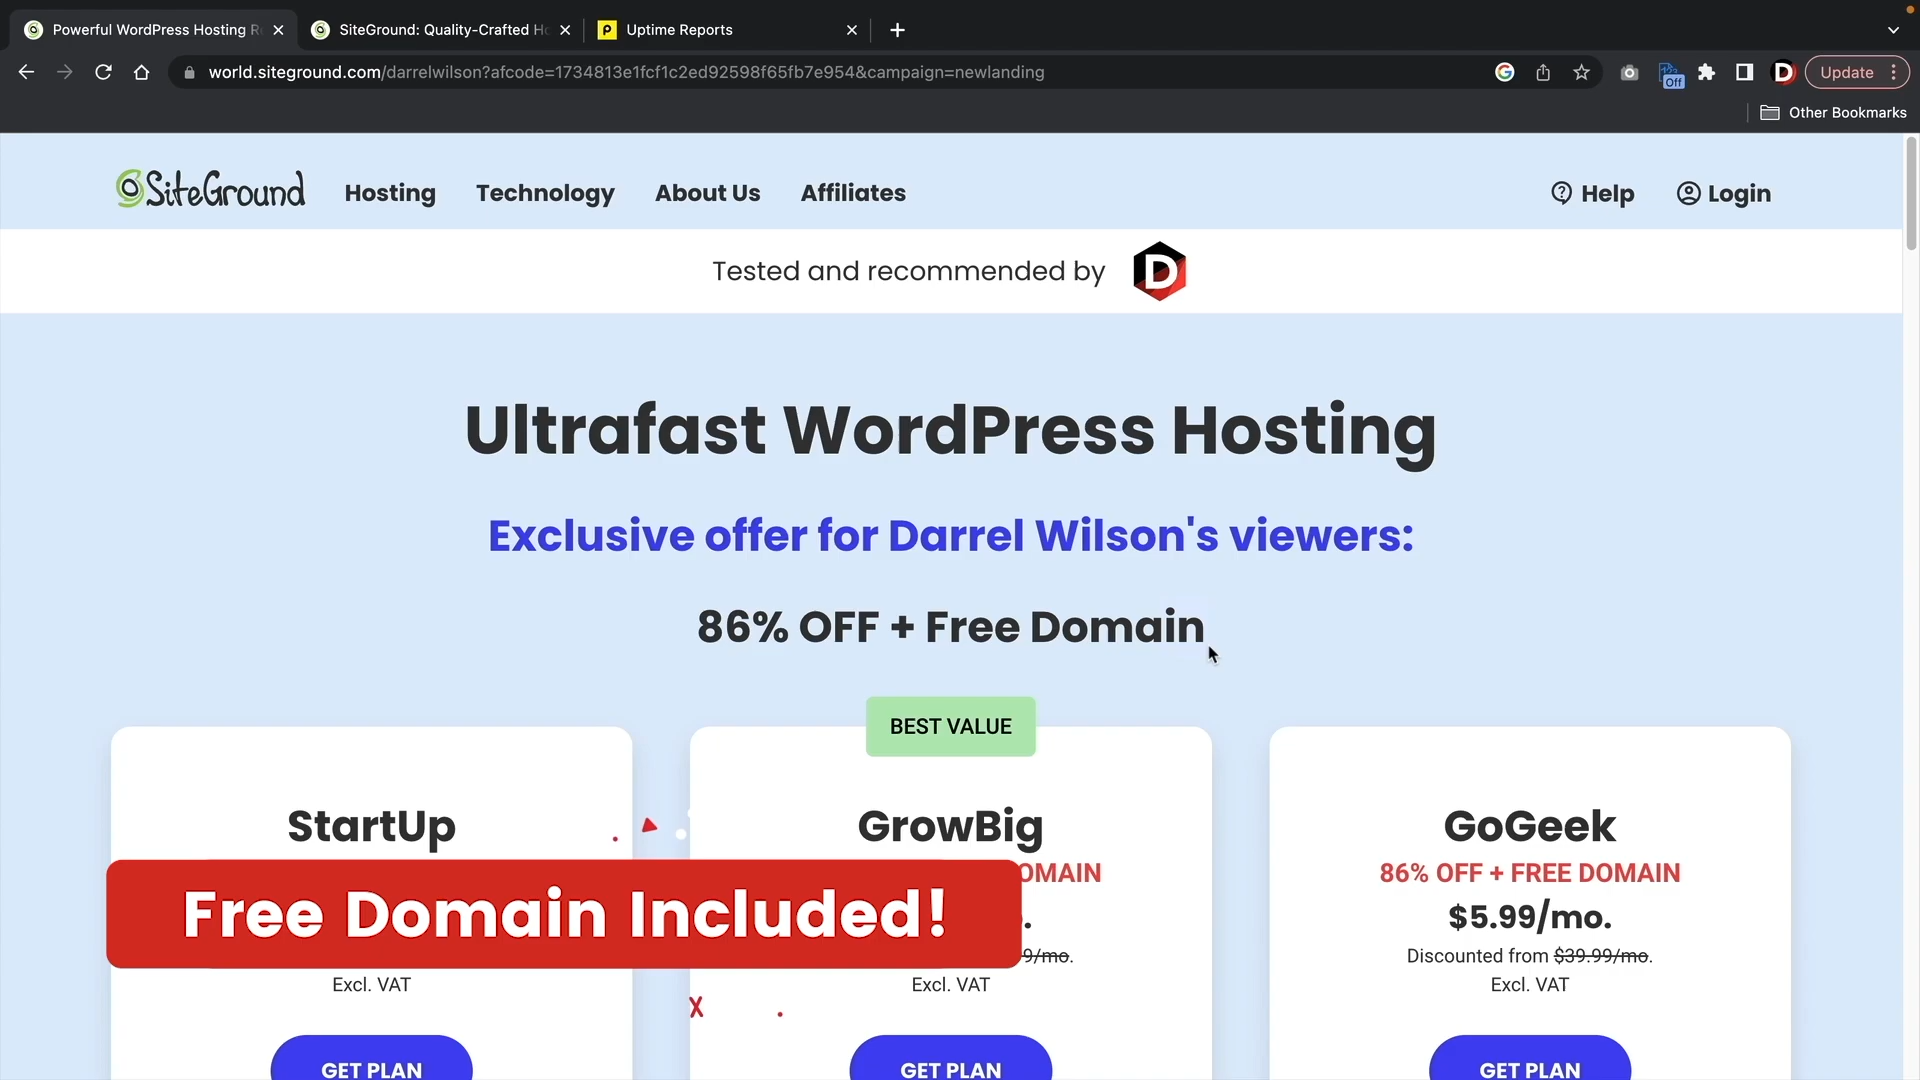 Powerful WordPress Hosting R
SiteGround: Quality-Crafted Ho
Uptime Reports
world.siteground.com/darrelwilson?afcode=1734813e1fcf1c2ed92598f65fb7e954&campaign=newlanding
Off
D
Update
Other Bookmarks
SiteGround
Hosting
Technology
About Us
Affiliates
Help
Login
Tested and recommended by
D
Ultrafast WordPress Hosting
Exclusive offer for Darrel Wilson's viewers:
86% OFF + Free Domain
BEST VALUE
StartUp
GrowBig
GoGeek
OMAIN
86% OFF + FREE DOMAIN
Free Domain Included!
$5.99/mo.
9/mo.
Discounted from $39.99/mo.
Excl. VAT
Excl. VAT
Excl. VAT
GET PLAN
GET PLAN
GET PLAN